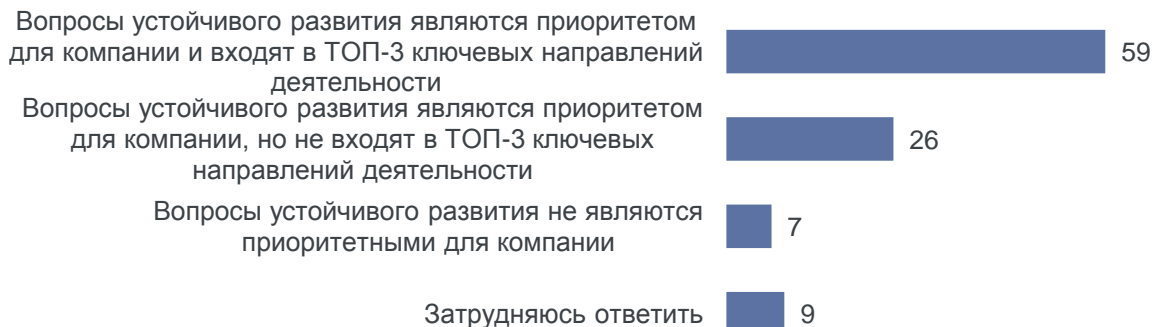 Вопросы устойчивого развития являются приоритетом
для компании и входят в ТОП-3 ключевых направлений
деятельности
59
Вопросы устойчивого развития являются приоритетом
для компании, но не входят в ТОП-3 ключевых
направлений деятельности
26
Вопросы устойчивого развития не являются
приоритетными для компании
7
Затрудняюсь ответить
9